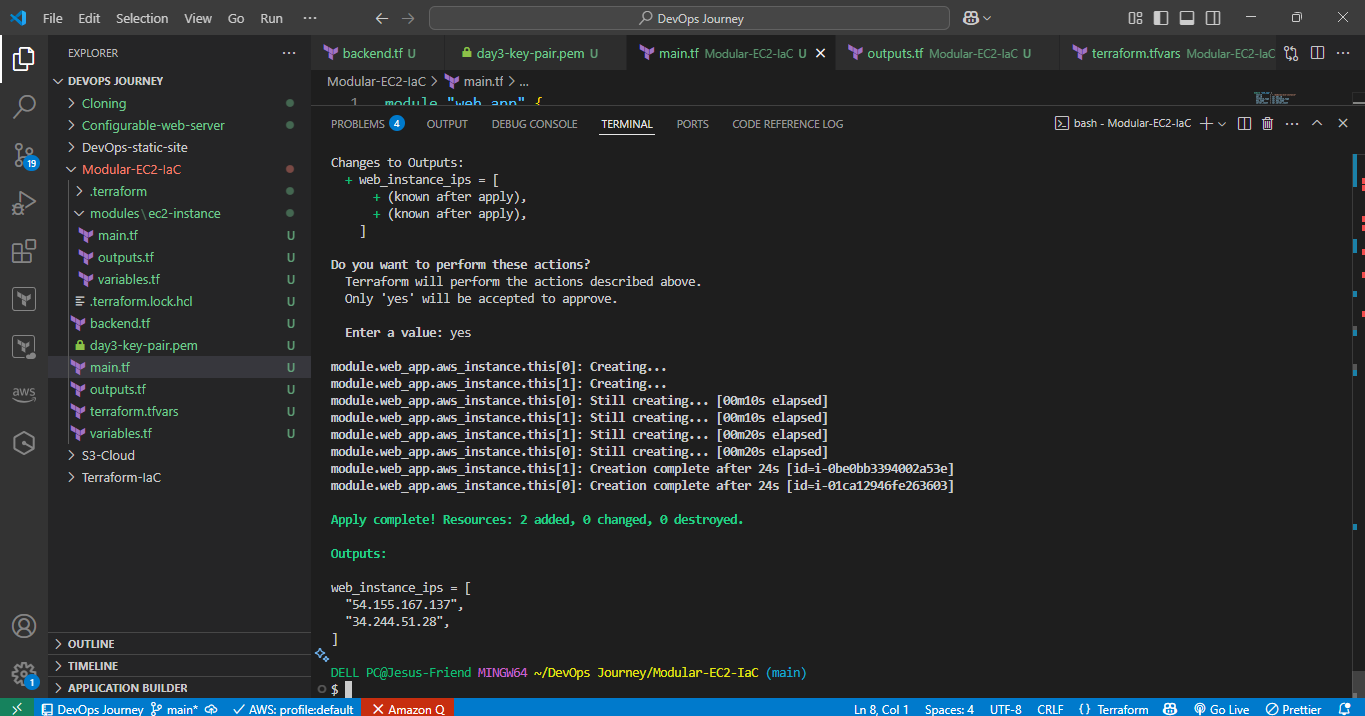 File Edit Selection View Go Run ··· DevOps Journey
EXPLORER ···
DEVOPS JOURNEY
Cloning
Configurable-web-server
DevOps-static-site
Modular-EC2-IaC
.terraform
modules\ec2-instance
main.tf U
outputs.tf U
variables.tf U
.terraform.lock.hcl U
backend.tf U
day3-key-pair.pem U
main.tf U
outputs.tf U
terraform.tfvars U
variables.tf U
S3-Cloud
Terraform-IaC
OUTLINE
TIMELINE
APPLICATION BUILDER
19
aws
1
backend.tf U day3-key-pair.pem U main.tf Modular-EC2-IaC U outputs.tf Modular-EC2-IaC U terraform.tfvars Modular-EC2-IaC ···
Modular-EC2-IaC > main.tf > ...
1 module "web_app" {
PROBLEMS 4 OUTPUT DEBUG CONSOLE TERMINAL PORTS CODE REFERENCE LOG bash - Modular-EC2-IaC ···
Changes to Outputs:
+ web_instance_ips = [
+ (known after apply),
+ (known after apply),
]
Do you want to perform these actions?
Terraform will perform the actions described above.
Only 'yes' will be accepted to approve.
Enter a value: yes
module.web_app.aws_instance.this[0]: Creating...
module.web_app.aws_instance.this[1]: Creating...
module.web_app.aws_instance.this[0]: Still creating... [00m10s elapsed]
module.web_app.aws_instance.this[1]: Still creating... [00m10s elapsed]
module.web_app.aws_instance.this[1]: Still creating... [00m20s elapsed]
module.web_app.aws_instance.this[0]: Still creating... [00m20s elapsed]
module.web_app.aws_instance.this[1]: Creation complete after 24s [id=i-0be0bb3394002a53e]
module.web_app.aws_instance.this[0]: Creation complete after 24s [id=i-01ca12946fe263603]
Apply complete! Resources: 2 added, 0 changed, 0 destroyed.
Outputs:
web_instance_ips = [
"54.155.167.137",
"34.244.51.28",
]
DELL PC@Jesus-Friend MINGW64 ~/DevOps Journey/Modular-EC2-IaC (main)
$
DevOps Journey main* AWS: profile:default Amazon Q Ln 8, Col 1 Spaces: 4 UTF-8 CRLF {} Terraform Go Live Prettier